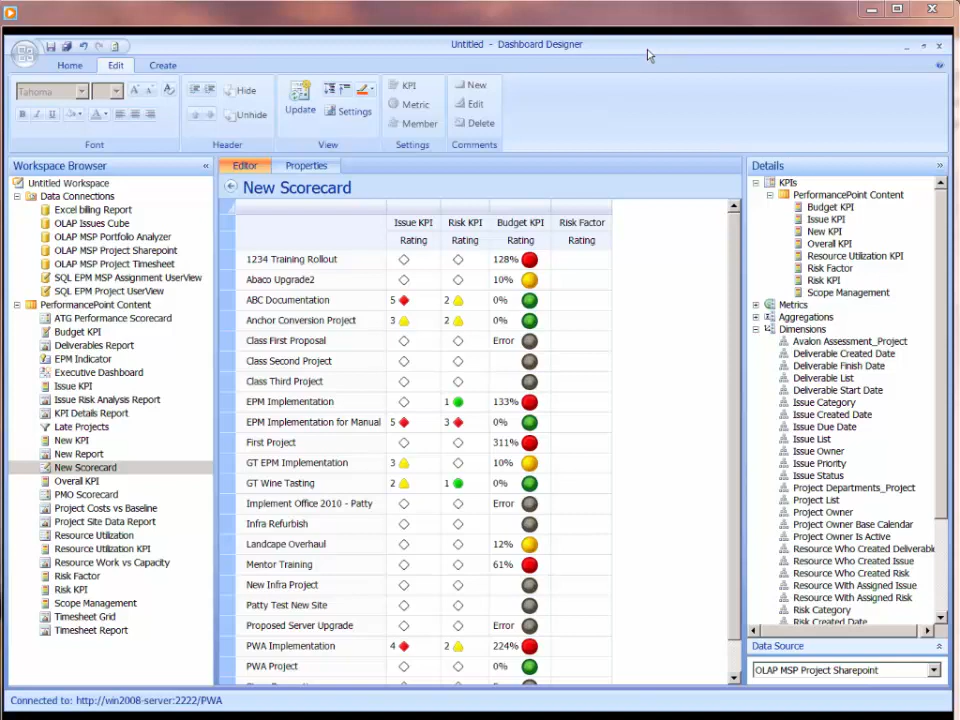 Untitled - Dashboard Designer
Home Edit Create
Tahoma
Hide
Unhide
Update
Settings
KPI
Metric
Member
New
Edit
Delete
Font Header View Settings Comments
Workspace Browser
Untitled Workspace
Data Connections
Excel billing Report
OLAP Issues Cube
OLAP MSP Portfolio Analyzer
OLAP MSP Project Sharepoint
OLAP MSP Project Timesheet
SQL EPM MSP Assignment UserView
SQL EPM Project UserView
PerformancePoint Content
ATG Performance Scorecard
Budget KPI
Deliverables Report
EPM Indicator
Executive Dashboard
Issue KPI
Issue Risk Analysis Report
KPI Details Report
Late Projects
New KPI
New Report
New Scorecard
Overall KPI
PMO Scorecard
Project Costs vs Baseline
Project Site Data Report
Resource Utilization
Resource Utilization KPI
Resource Work vs Capacity
Risk Factor
Risk KPI
Scope Management
Timesheet Grid
Timesheet Report
Editor Properties
New Scorecard
Issue KPI Risk KPI Budget KPI Risk Factor
Rating Rating Rating Rating
1234 Training Rollout 128%
Abaco Upgrade2 10%
ABC Documentation 5 2 0%
Anchor Conversion Project 3 2 0%
Class First Proposal Error
Class Second Project
Class Third Project
EPM Implementation 1 133%
EPM Implementation for Manual 5 3 0%
First Project 311%
GT EPM Implementation 3 10%
GT Wine Tasting 2 1 0%
Implement Office 2010 - Patty Error
Infra Refurbish
Landcape Overhaul 12%
Mentor Training 61%
New Infra Project
Patty Test New Site
Proposed Server Upgrade Error
PWA Implementation 4 2 224%
PWA Project 0%
Details
KPIs
PerformancePoint Content
Budget KPI
Issue KPI
New KPI
Overall KPI
Resource Utilization KPI
Risk Factor
Risk KPI
Scope Management
Metrics
Aggregations
Dimensions
Avalon Assessment_Project
Deliverable Created Date
Deliverable Finish Date
Deliverable List
Deliverable Start Date
Issue Category
Issue Created Date
Issue Due Date
Issue List
Issue Owner
Issue Priority
Issue Status
Project Departments_Project
Project List
Project Owner
Project Owner Base Calendar
Project Owner Is Active
Resource Who Created Deliverabl
Resource Who Created Issue
Resource Who Created Risk
Resource With Assigned Issue
Resource With Assigned Risk
Risk Category
Risk Created Date
Data Source
OLAP MSP Project Sharepoint
Connected to: http://win2008-server:2222/PWA